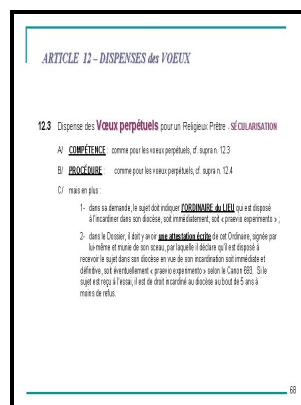 ARTICLE 12 – DISPENSES des VOEUX
12.3 Dispense des Vœux perpétuels pour un Religieux Prêtre - SÉCULARISATION
A/ COMPÉTENCE : comme pour les voeux perpétuels, cf. supra n. 12.3
B/ PROCÉDURE : comme pour les voeux perpétuels, cf. supra n. 12.4
C/ mais en plus :
1- dans sa demande, le sujet doit indiquer l'ORDINAIRE du LIEU qui est disposé
à l'incardiner dans son diocèse, soit immédiatement, soit « praevio experimento » ;
2- dans le Dossier, il doit y avoir une attestation écrite de cet Ordinaire, signée par
lui-même et munie de son sceau, par laquelle il déclare qu'il est disposé à
recevoir le sujet dans son diocèse en vue de son incardination soit immédiate et
définitive, soit éventuellement « praevio experimento » selon le Canon 693. Si le
sujet est reçu à l'essai, il est de droit incardiné au diocèse au bout de 5 ans à
moins de refus.
68